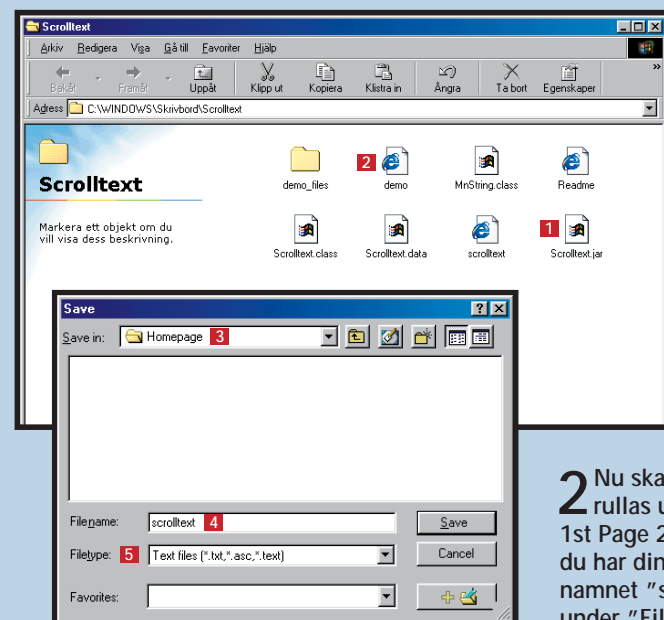 Scrolltext
Arkiv Redigera Visa Gå till Favoriter Hjälp
Bakåt Framåt Uppåt Klipp ut Kopiera Klistra in Ångra Ta bort Egenskaper »
Adress C:\WINDOWS\Skrivbord\Scrolltext
Scrolltext
Markera ett objekt om du
vill visa dess beskrivning.
demo_files 2 demo MnString.class Readme
Scrolltext.class Scrolltext.data scrolltext 1 Scrolltext.jar
Save
Save in: Homepage 3
Filename: scrolltext 4 Save
Filetype: 5 Text files (*.txt,*.asc,*.text) Cancel
Favorites:
2 Nu ska
rullas u
1st Page 2
du har din
namnet "s
under "Fil